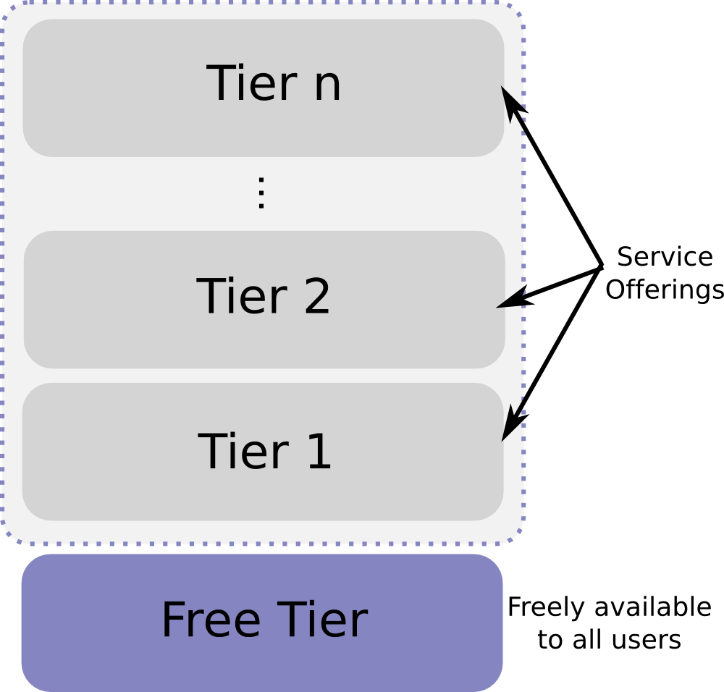 Tier n
⋮
Tier 2
Service
Offerings
Tier 1
Free Tier
Freely available
to all users